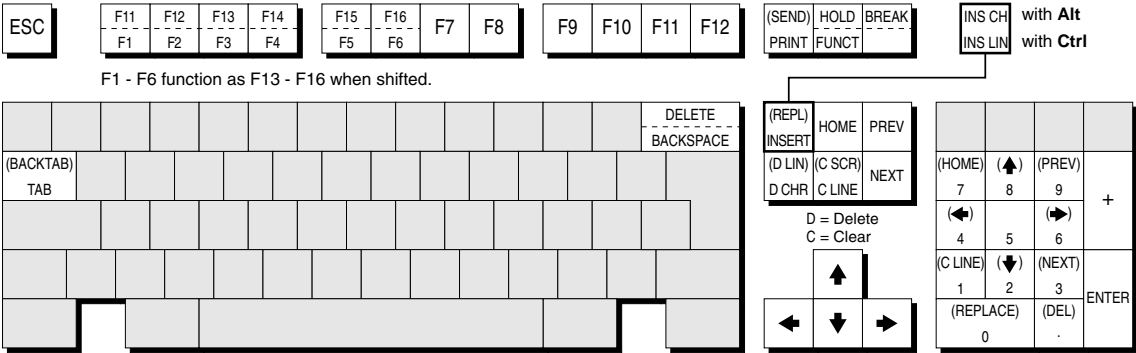 ESC
F11 F12 F13 F14 F15 F16
F1 F2 F3 F4 F5 F6 F7 F8 F9 F10 F11 F12
(SEND) HOLD BREAK
PRINT FUNCT
INS CH with Alt
INS LIN with Ctrl
F1 - F6 function as F13 - F16 when shifted.
DELETE
BACKSPACE
(BACKTAB)
TAB
(REPL)
INSERT HOME PREV
(D LIN) (C SCR)
D CHR C LINE NEXT
D = Delete
C = Clear
(HOME) ( ) (PREV)
7 8 9
+
( ) ( )
4 5 6
(C LINE) ( ) (NEXT)
1 2 3
ENTER
(REPLACE) (DEL)
0 .